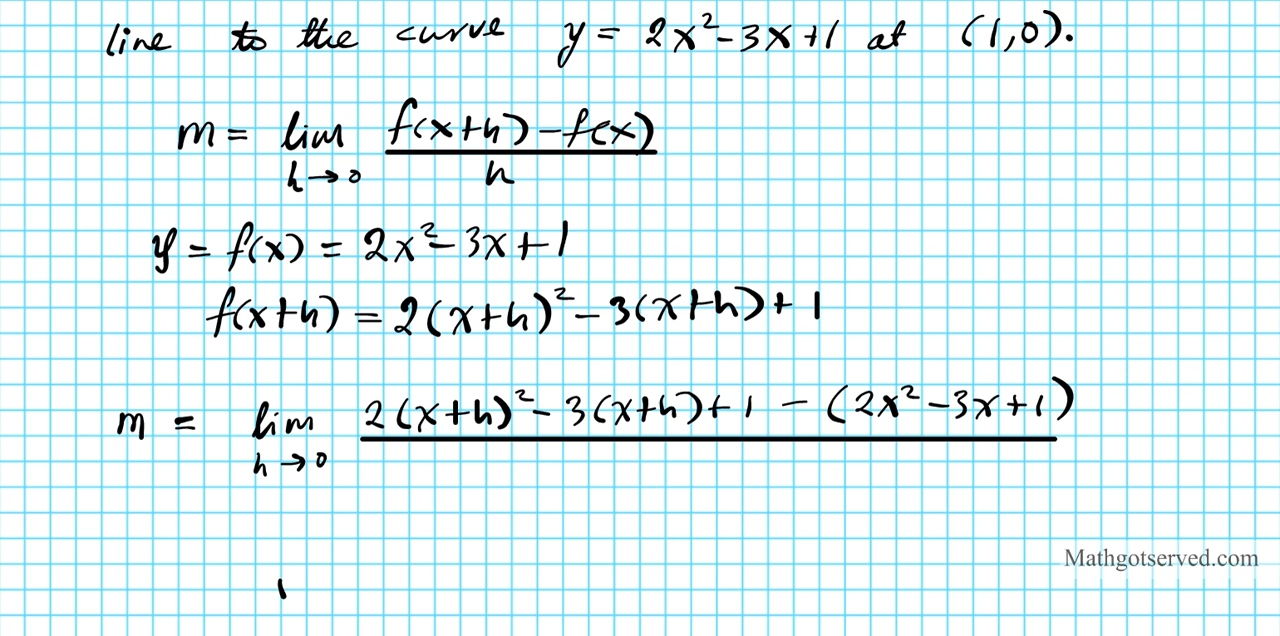 line to the curve y = 2x² - 3x + 1 at (1,0).
m = lim f(x+h) - f(x)
h→0 h
y = f(x) = 2x² - 3x + 1
f(x+h) = 2(x+h)² - 3(x+h) + 1
m = lim 2(x+h)² - 3(x+h) + 1 - (2x² - 3x + 1)
h→0
Mathgotserved.com